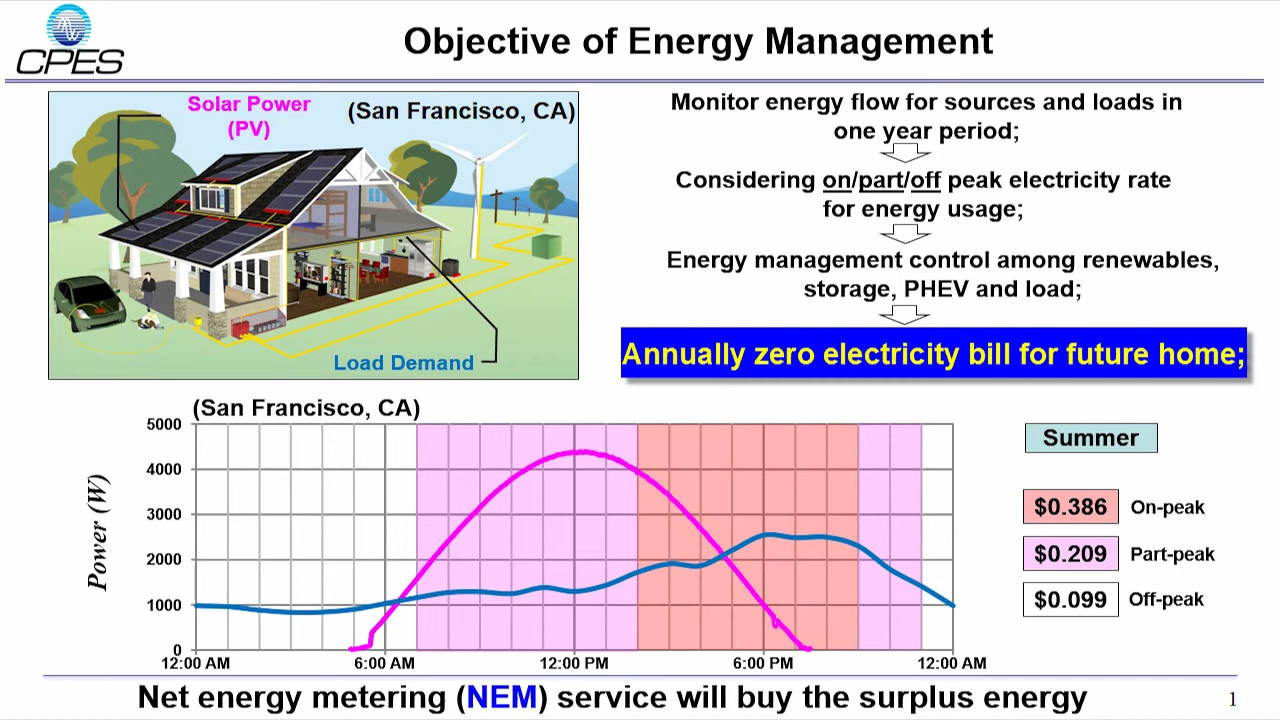 CPES
Objective of Energy Management
Solar Power
(PV)
(San Francisco, CA)
Load Demand
Monitor energy flow for sources and loads in
one year period;
Considering on/part/off peak electricity rate
for energy usage;
Energy management control among renewables,
storage, PHEV and load;
Annually zero electricity bill for future home;
(San Francisco, CA)
Power (W)
5000
4000
3000
2000
1000
0
12:00 AM
6:00 AM
12:00 PM
6:00 PM
12:00 AM
Summer
$0.386 On-peak
$0.209 Part-peak
$0.099 Off-peak
Net energy metering (NEM) service will buy the surplus energy
1